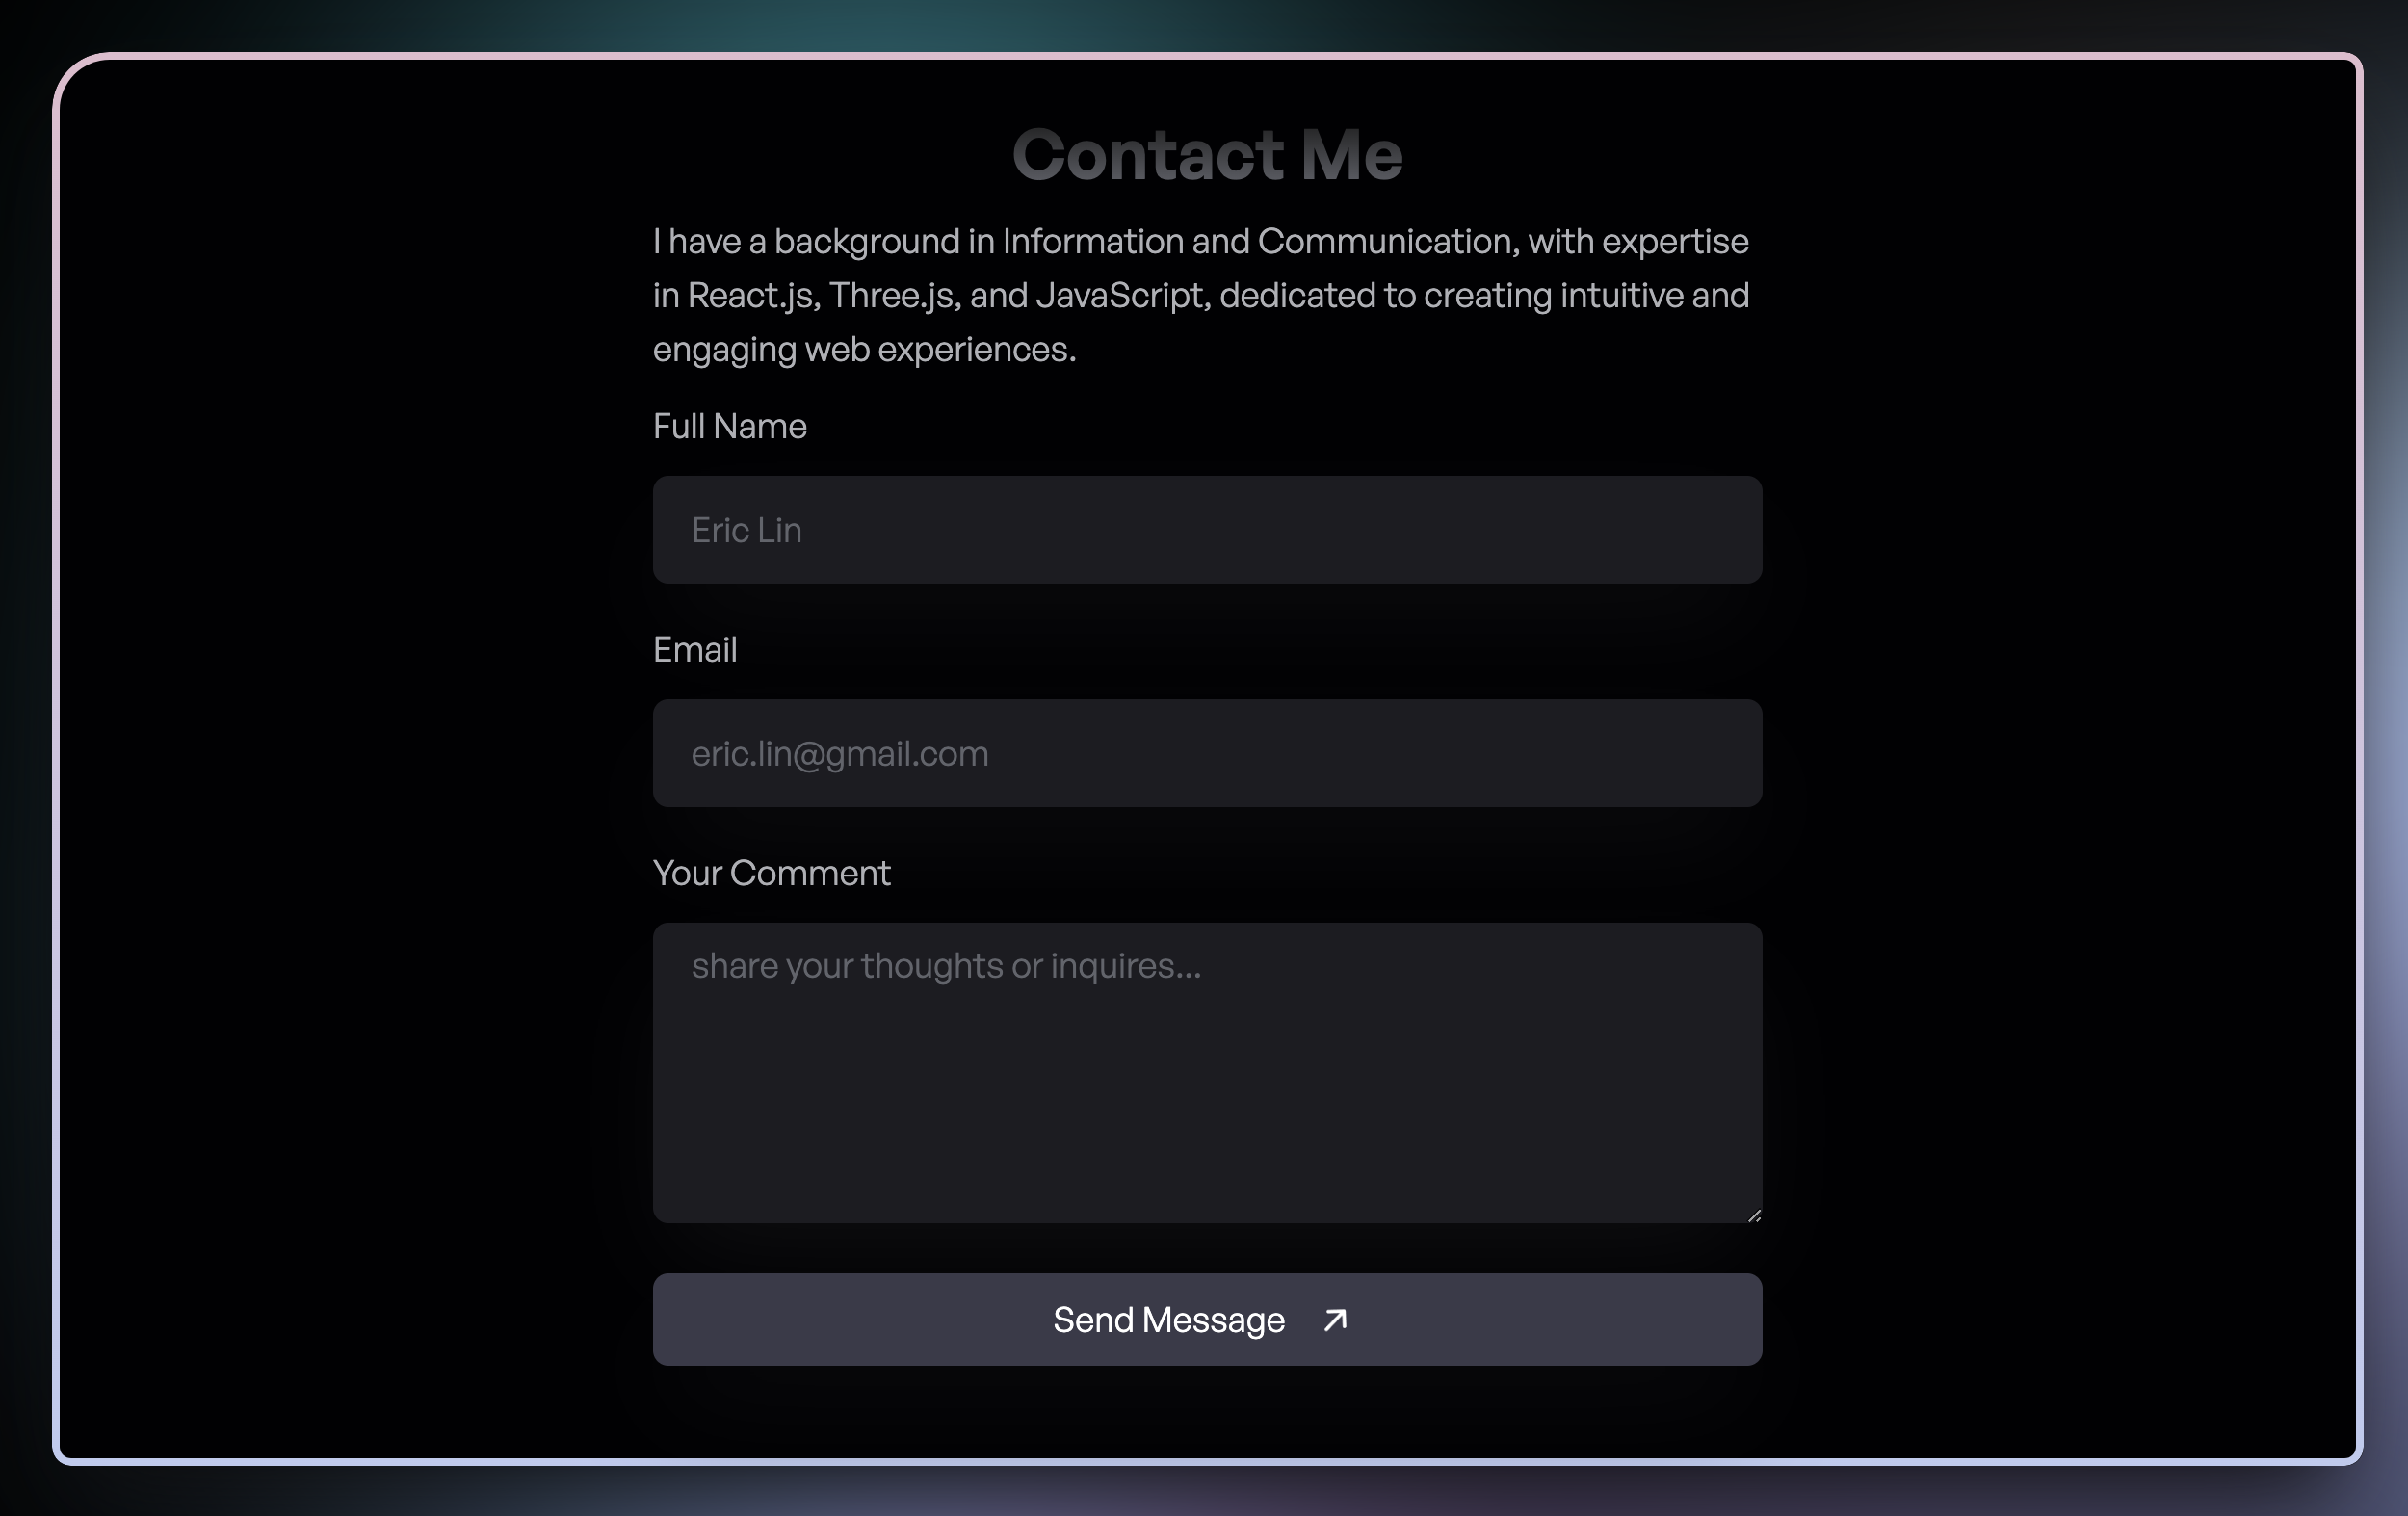 Contact Me
I have a background in Information and Communication, with expertise
in React.js, Three.js, and JavaScript, dedicated to creating intuitive and
engaging web experiences.
Full Name
Eric Lin
Email
eric.lin@gmail.com
Your Comment
share your thoughts or inquires...
Send Message